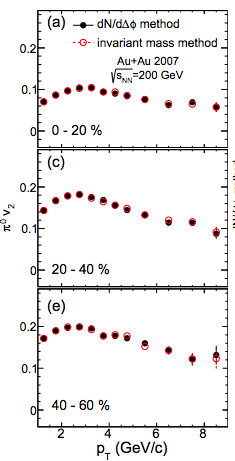 (a)
dN/dΔϕ method
invariant mass method
Au+Au 2007
√sNN=200 GeV
0.2
0.1
0
0 - 20 %
(c)
0.2
0.1
0
20 - 40 %
π⁰ v₂
(e)
0.2
0.1
40 - 60 %
2 4 6 8
pT (GeV/c)